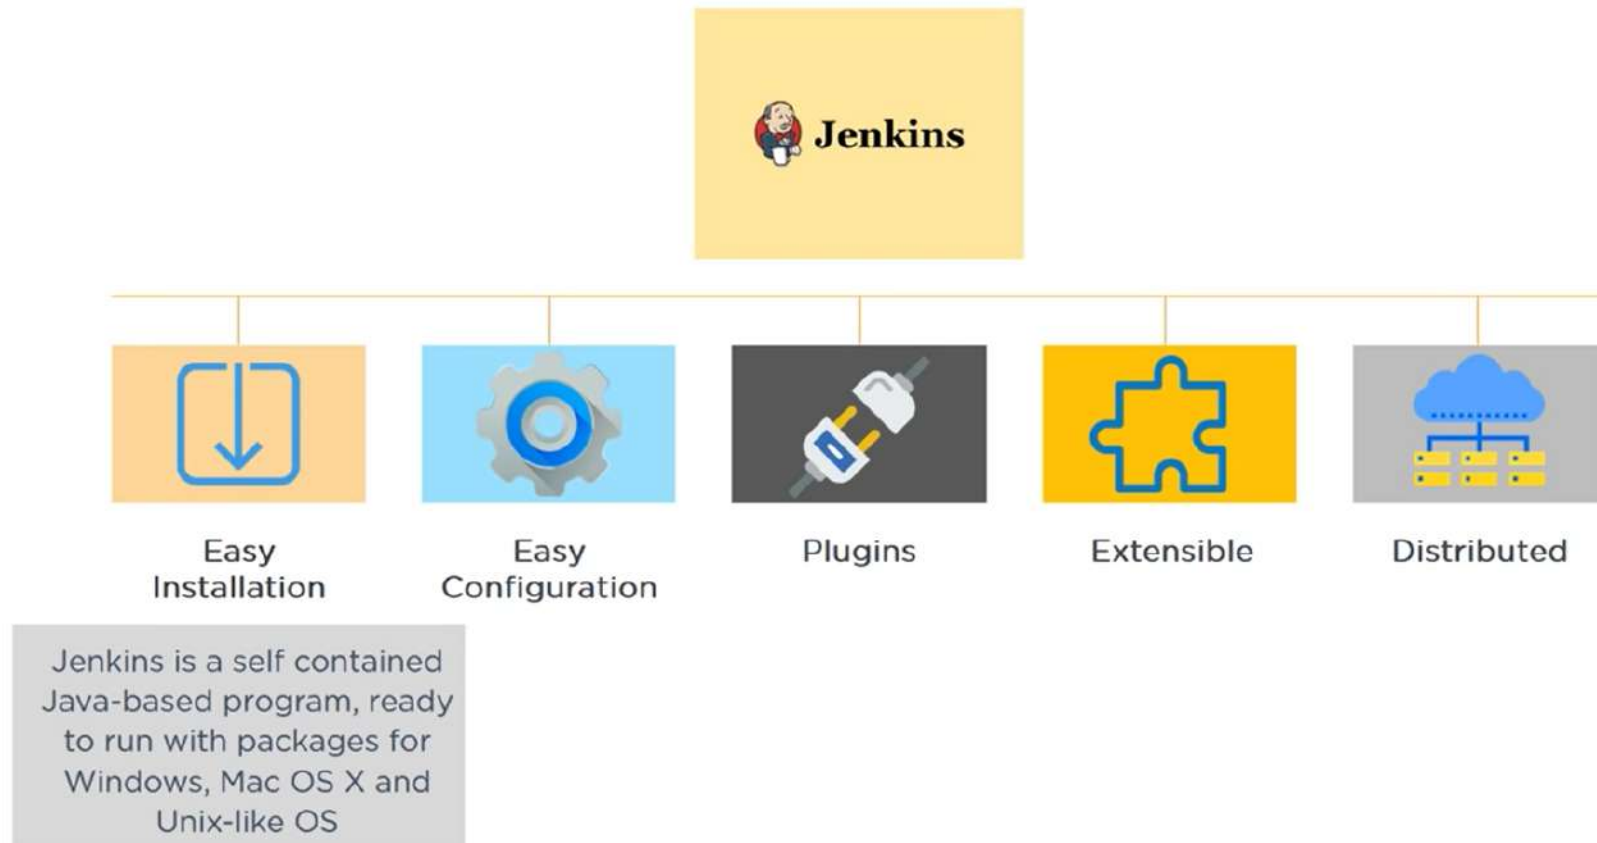 Jenkins
Easy
Installation
Easy
Configuration
Plugins
Extensible
Distributed
Jenkins is a self contained
Java-based program, ready
to run with packages for
Windows, Mac OS X and
Unix-like OS